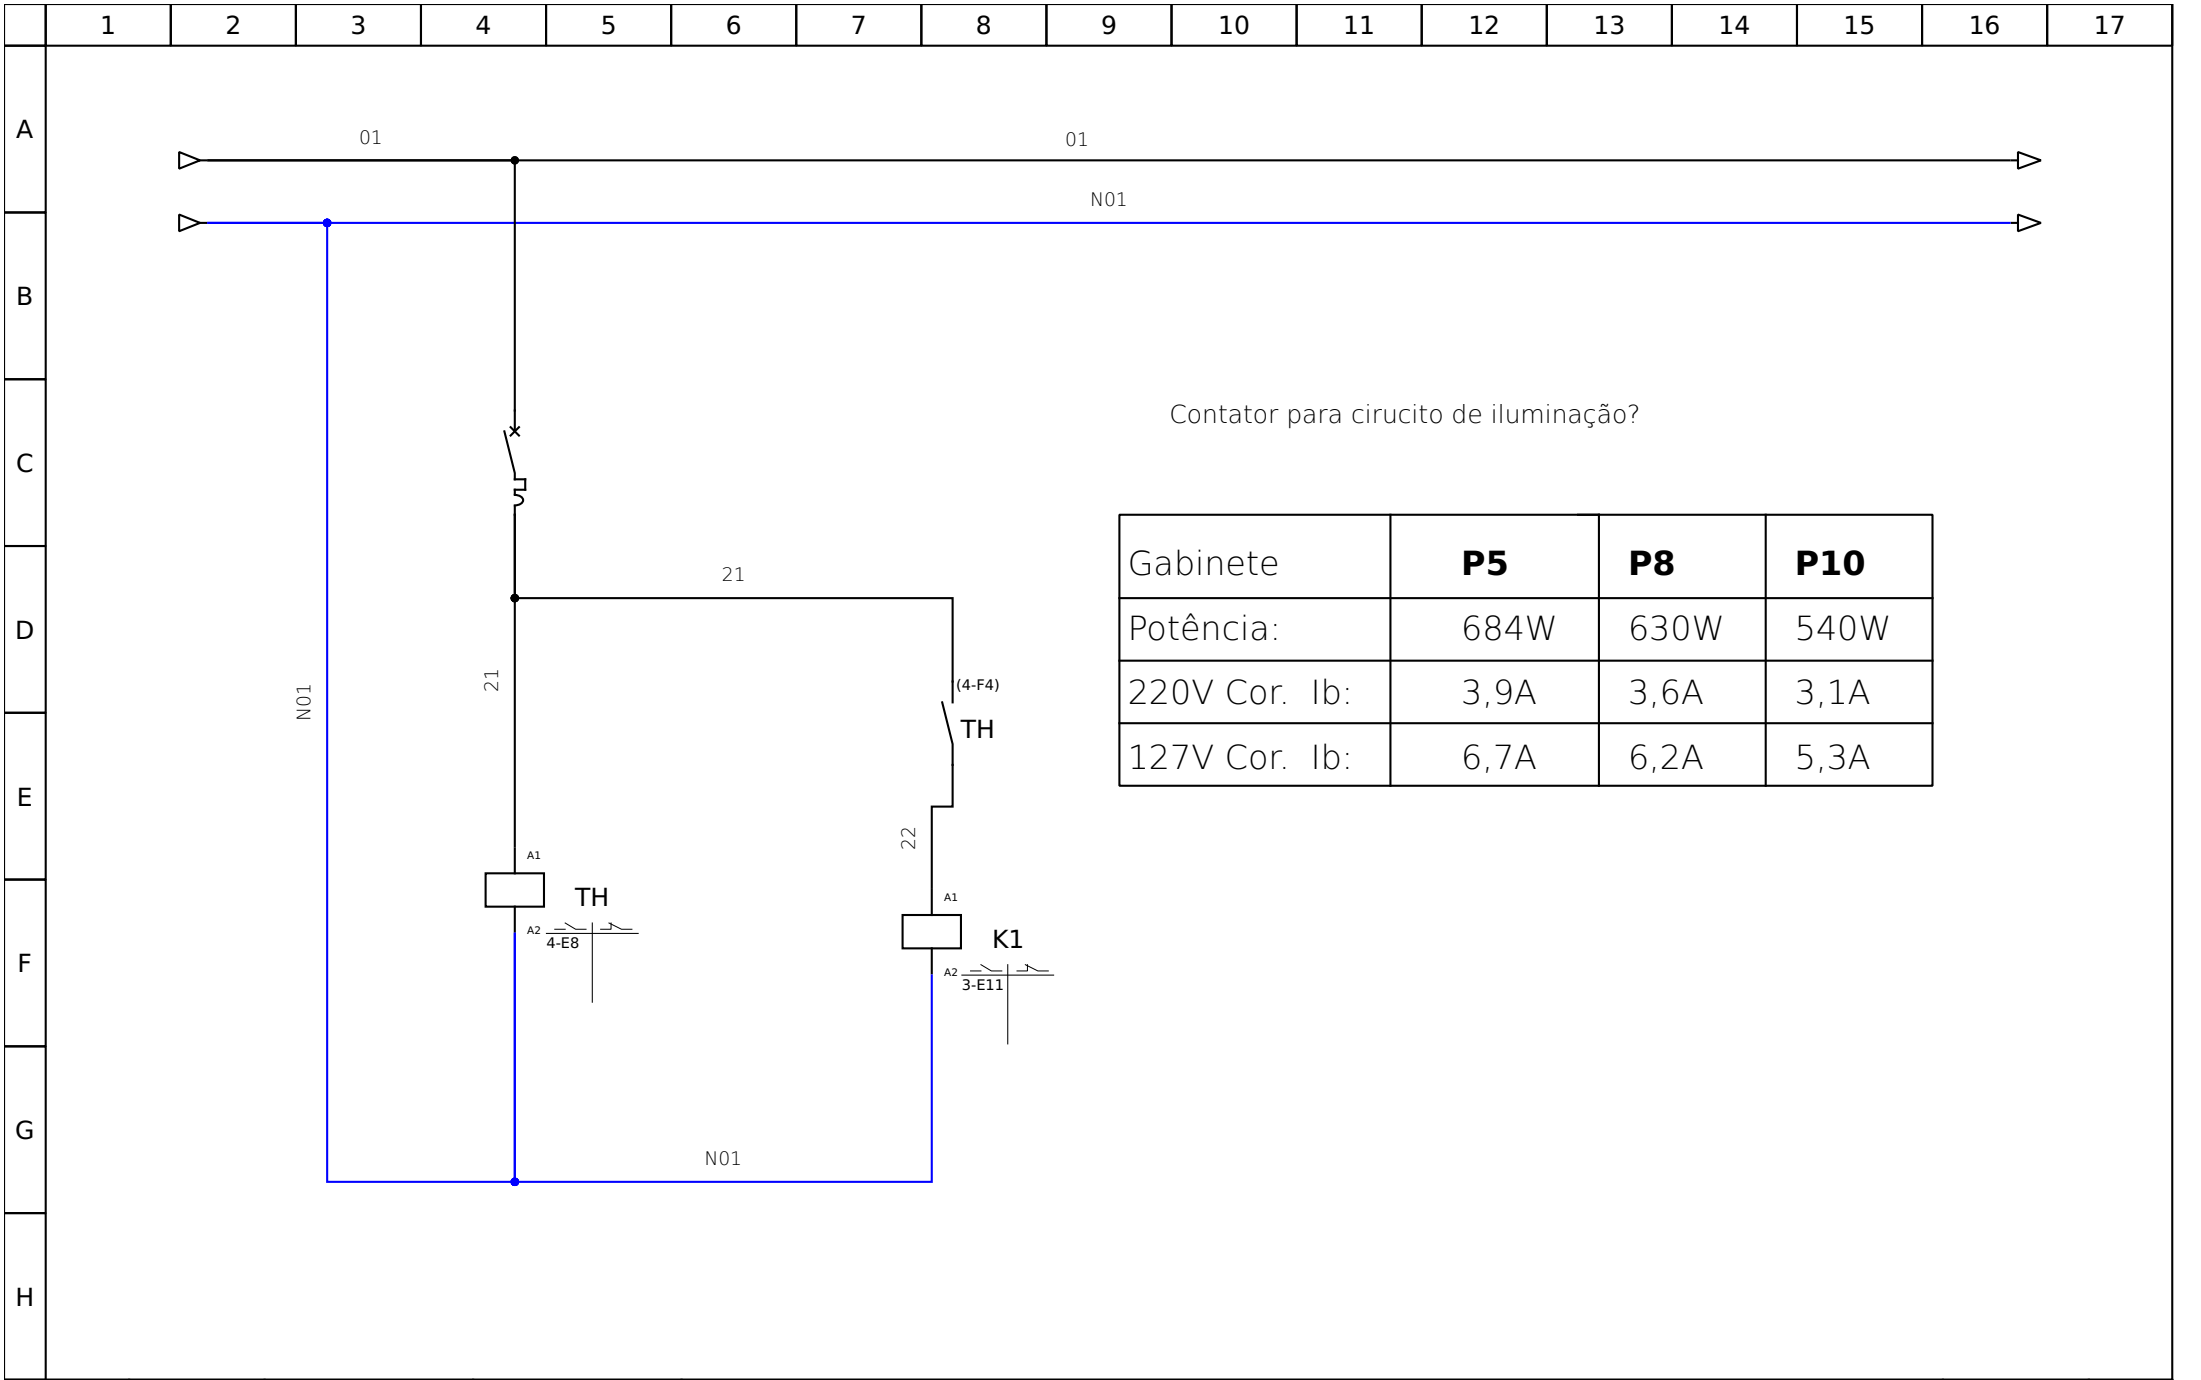 1 2 3 4 5 6 7 8 9 10 11 12 13 14 15 16 17
A
01 01
N01
B
Contator para cirucito de iluminação?
C
Gabinete P5 P8 P10
21
D
Potência: 684W 630W 540W
21
(4-F4)
220V Cor. Ib: 3,9A 3,6A 3,1A
N01
TH
127V Cor. Ib: 6,7A 6,2A 5,3A
E
22
A1
TH
A1
A2
4-E8
K1
F
A2
3-E11
G
N01
H